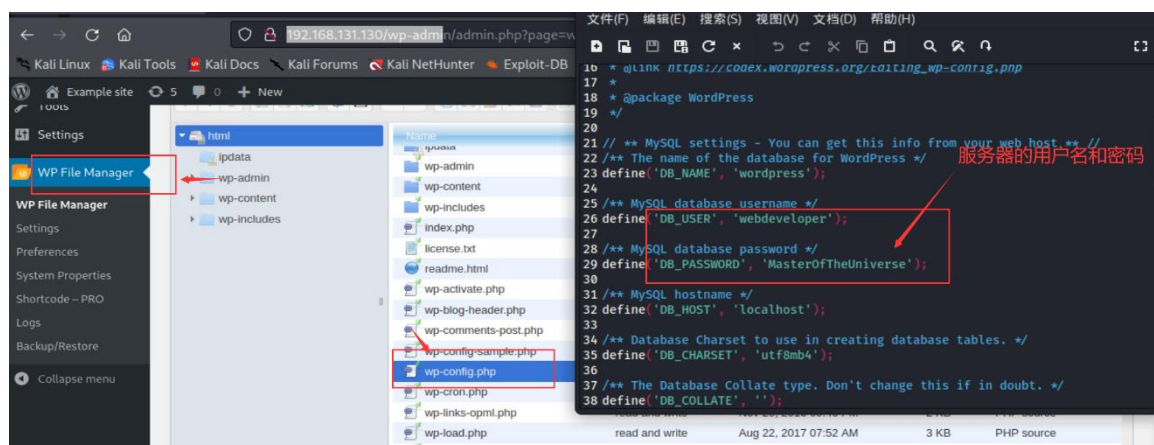 192.168.131.130/wp-admin/admin.php?page=w
Kali Linux Kali Tools Kali Docs Kali Forums Kali NetHunter Exploit-DB
Example site 5 0 + New
Tools
Settings
WP File Manager
WP File Manager
Settings
Preferences
System Properties
Shortcode – PRO
Logs
Backup/Restore
Collapse menu
html
ipdata
wp-admin
wp-content
wp-includes
Name
ipdata
wp-admin
wp-content
wp-includes
index.php
license.txt
readme.html
wp-activate.php
wp-blog-header.php
wp-comments-post.php
wp-config-sample.php
wp-config.php
wp-cron.php
wp-links-opml.php
wp-load.php read and write Aug 22, 2017 07:52 AM 3 KB PHP source
文件(F) 编辑(E) 搜索(S) 视图(V) 文档(D) 帮助(H)
16 * @link https://codex.wordpress.org/Editing_wp-config.php
17 *
18 * @package WordPress
19 */
20
21 // ** MySQL settings - You can get this info from your web host ** //
22 /** The name of the database for WordPress */
23 define('DB_NAME', 'wordpress');
24
25 /** MySQL database username */
26 define('DB_USER', 'webdeveloper');
27
28 /** MySQL database password */
29 define('DB_PASSWORD', 'MasterOfTheUniverse');
30
31 /** MySQL hostname */
32 define('DB_HOST', 'localhost');
33
34 /** Database Charset to use in creating database tables. */
35 define('DB_CHARSET', 'utf8mb4');
36
37 /** The Database Collate type. Don't change this if in doubt. */
38 define('DB_COLLATE', '');
服务器的用户名和密码